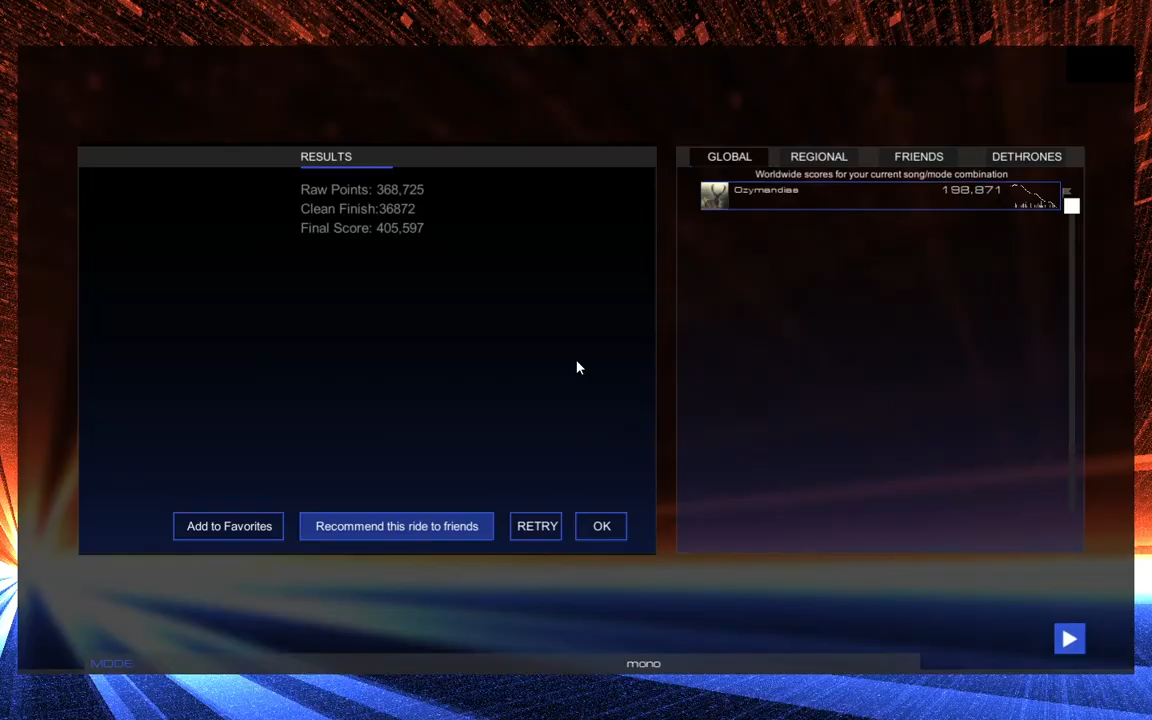 RESULTS
Raw Points: 368,725
Clean Finish:36872
Final Score: 405,597
Add to Favorites
Recommend this ride to friends
RETRY
OK
GLOBAL REGIONAL FRIENDS DETHRONES
Worldwide scores for your current song/mode combination
Ozymandias 198,871
MODE mono